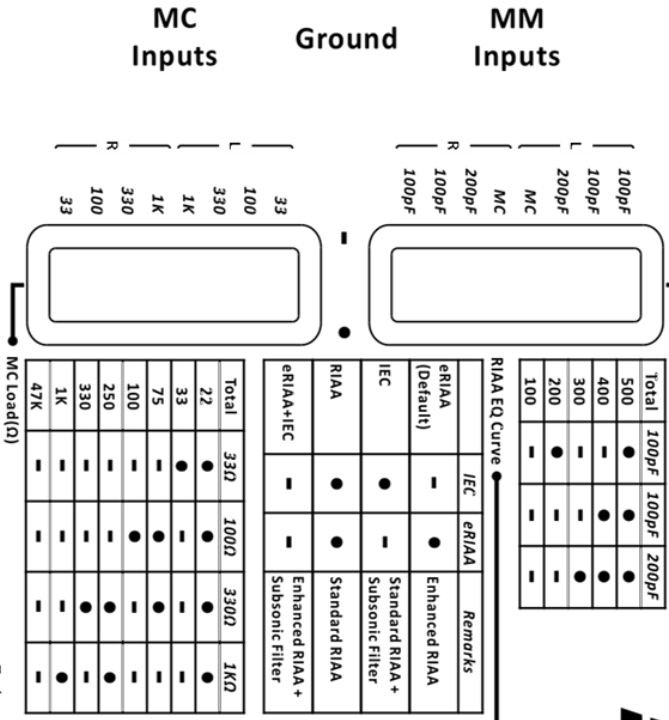 MC
Inputs
Ground
MM
Inputs
L
R
100pF
100pF
200pF
MC
MC
200pF
100pF
100pF
L
R
33
100
330
1K
1K
330
100
33
Total 100pF 100pF 200pF
500 ● ● ●
400 - ● ●
300 - - ●
200 ● - -
100 - - -
RIAA EQ Curve
IEC eRIAA Remarks
eRIAA
(Default) - ● Enhanced RIAA
IEC ● - Standard RIAA +
Subsonic Filter
RIAA ● ● Standard RIAA
eRIAA+IEC - - Enhanced RIAA +
Subsonic Filter
Total 33Ω 100Ω 330Ω 1KΩ
22 ● ● ● ●
33 ● - - -
75 - ● ● -
100 - ● - -
250 - - ● ●
330 - - ● -
1K - - - ●
47K - - - -
MC Load(Ω)